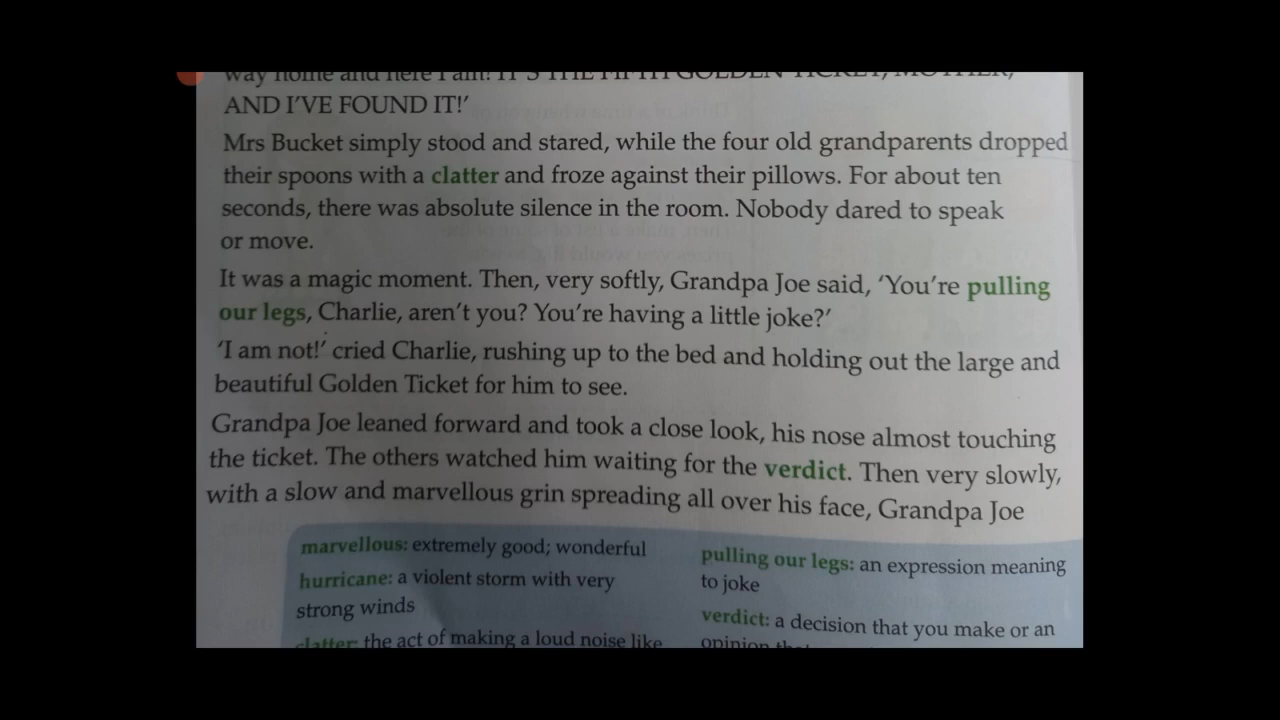 way home and here I am! IT'S THE FIFTH GOLDEN TICKET, MOTHER,
AND I'VE FOUND IT!'
Mrs Bucket simply stood and stared, while the four old grandparents dropped
their spoons with a clatter and froze against their pillows. For about ten
seconds, there was absolute silence in the room. Nobody dared to speak
or move.
It was a magic moment. Then, very softly, Grandpa Joe said, 'You're pulling
our legs, Charlie, aren't you? You're having a little joke?'
'I am not!' cried Charlie, rushing up to the bed and holding out the large and
beautiful Golden Ticket for him to see.
Grandpa Joe leaned forward and took a close look, his nose almost touching
the ticket. The others watched him waiting for the verdict. Then very slowly,
with a slow and marvellous grin spreading all over his face, Grandpa Joe
marvellous: extremely good; wonderful
hurricane: a violent storm with very
strong winds
clatter: the act of making a loud noise like
pulling our legs: an expression meaning
to joke
verdict: a decision that you make or an
opinion